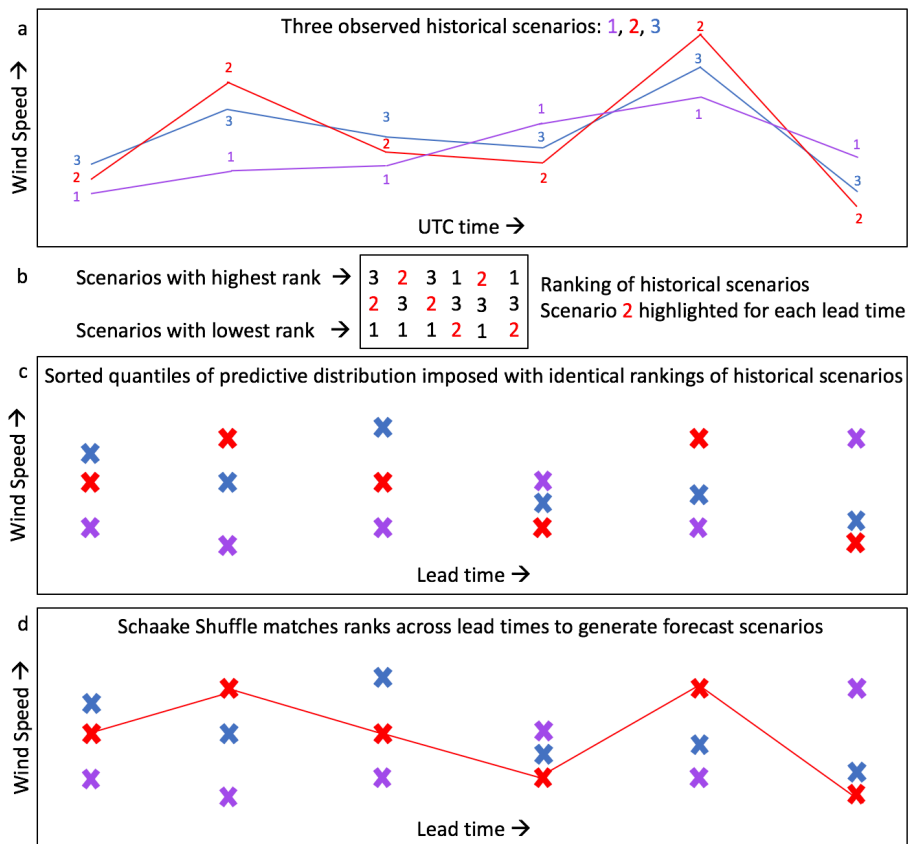 a
Three observed historical scenarios: 1, 2, 3
Wind Speed →
2
2
3
3
3
1
3
2
3
1
2
1
1
1
2
1
3
2
UTC time →
b
Scenarios with highest rank → 3 2 3 1 2 1
2 3 2 3 3 3
Scenarios with lowest rank → 1 1 1 2 1 2
Ranking of historical scenarios
Scenario 2 highlighted for each lead time
c
Sorted quantiles of predictive distribution imposed with identical rankings of historical scenarios
Wind Speed →
Lead time →
d
Schaake Shuffle matches ranks across lead times to generate forecast scenarios
Wind Speed →
Lead time →